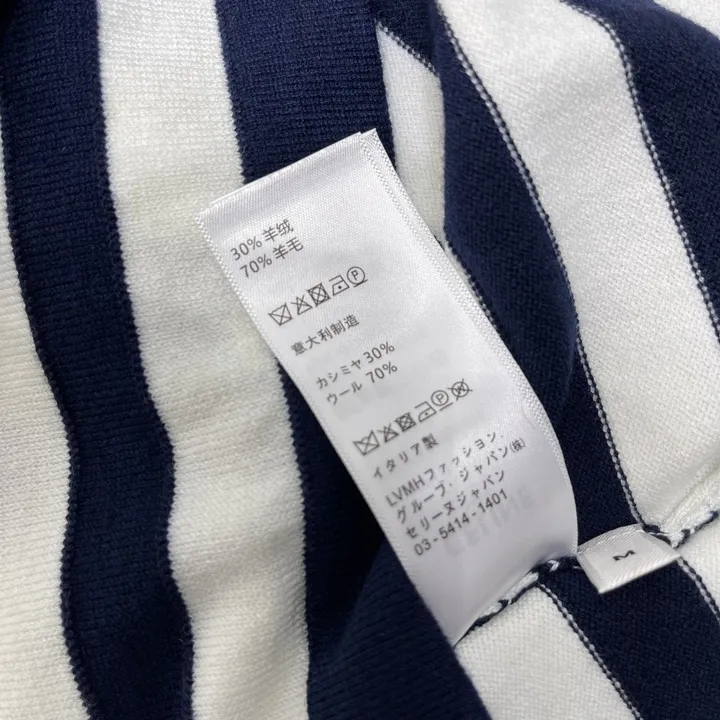 30% 羊绒
70% 羊毛
意大利制造
カシミヤ 30%
ウール 70%
イタリア製
LVMHファッション.
グループ・ジャパン(株)
セリーヌジャパン
03-5414-1401
M